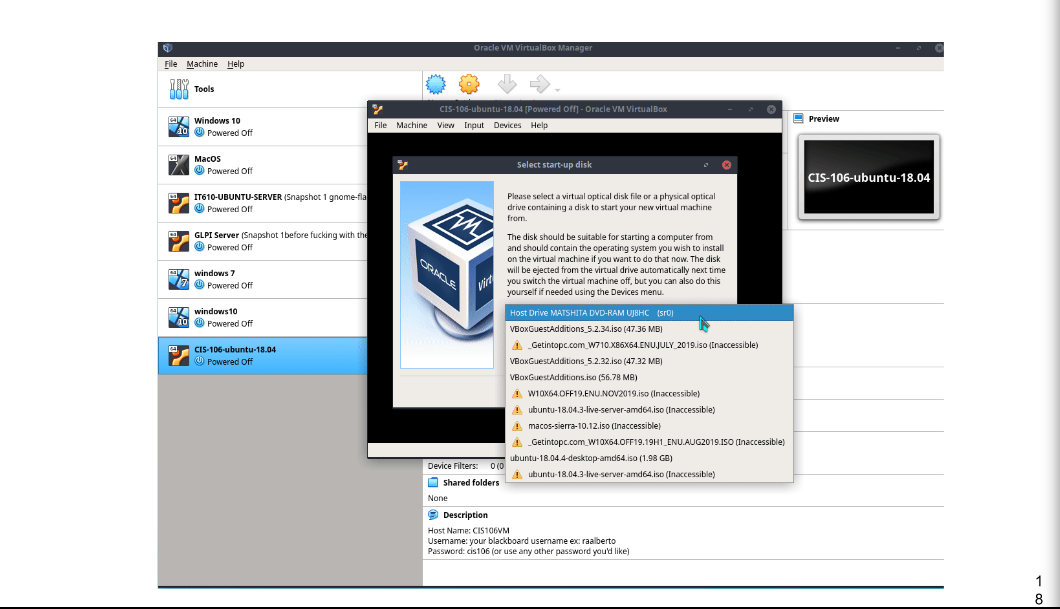 Oracle VM VirtualBox Manager
File Machine Help
Tools
Windows 10
Powered Off
MacOS
Powered Off
IT610-UBUNTU-SERVER (Snapshot 1 gnome-fla
Powered Off
GLPI Server (Snapshot 1before fucking with the
Powered Off
windows 7
Powered Off
windows10
Powered Off
CIS-106-ubuntu-18.04
Powered Off
CIS-106-ubuntu-18.04 [Powered Off] - Oracle VM VirtualBox
File Machine View Input Devices Help
Preview
CIS-106-ubuntu-18.04
Select start-up disk
ORACLE
VM
Virt
Please select a virtual optical disk file or a physical optical
drive containing a disk to start your new virtual machine
from.
The disk should be suitable for starting a computer from
and should contain the operating system you wish to install
on the virtual machine if you want to do that now. The disk
will be ejected from the virtual drive automatically next time
you switch the virtual machine off, but you can also do this
yourself if needed using the Devices menu.
Host Drive MATSHITA DVD-RAM UJ8HC (sr0)
VBoxGuestAdditions_5.2.34.iso (47.36 MB)
_Getintopc.com_W710.X86X64.ENU.JULY_2019.iso (Inaccessible)
VBoxGuestAdditions_5.2.32.iso (47.32 MB)
VBoxGuestAdditions.iso (56.78 MB)
W10X64.OFF19.ENU.NOV2019.iso (Inaccessible)
ubuntu-18.04.3-live-server-amd64.iso (Inaccessible)
macos-sierra-10.12.iso (Inaccessible)
_Getintopc.com_W10X64.OFF19.19H1_ENU.AUG2019.ISO (Inaccessible)
ubuntu-18.04.4-desktop-amd64.iso (1.98 GB)
ubuntu-18.04.3-live-server-amd64.iso (Inaccessible)
Device Filters: 0 (0
Shared folders
None
Description
Host Name: CIS106VM
Username: your blackboard username ex: raalberto
Password: cis106 (or use any other password you'd like)
1
8